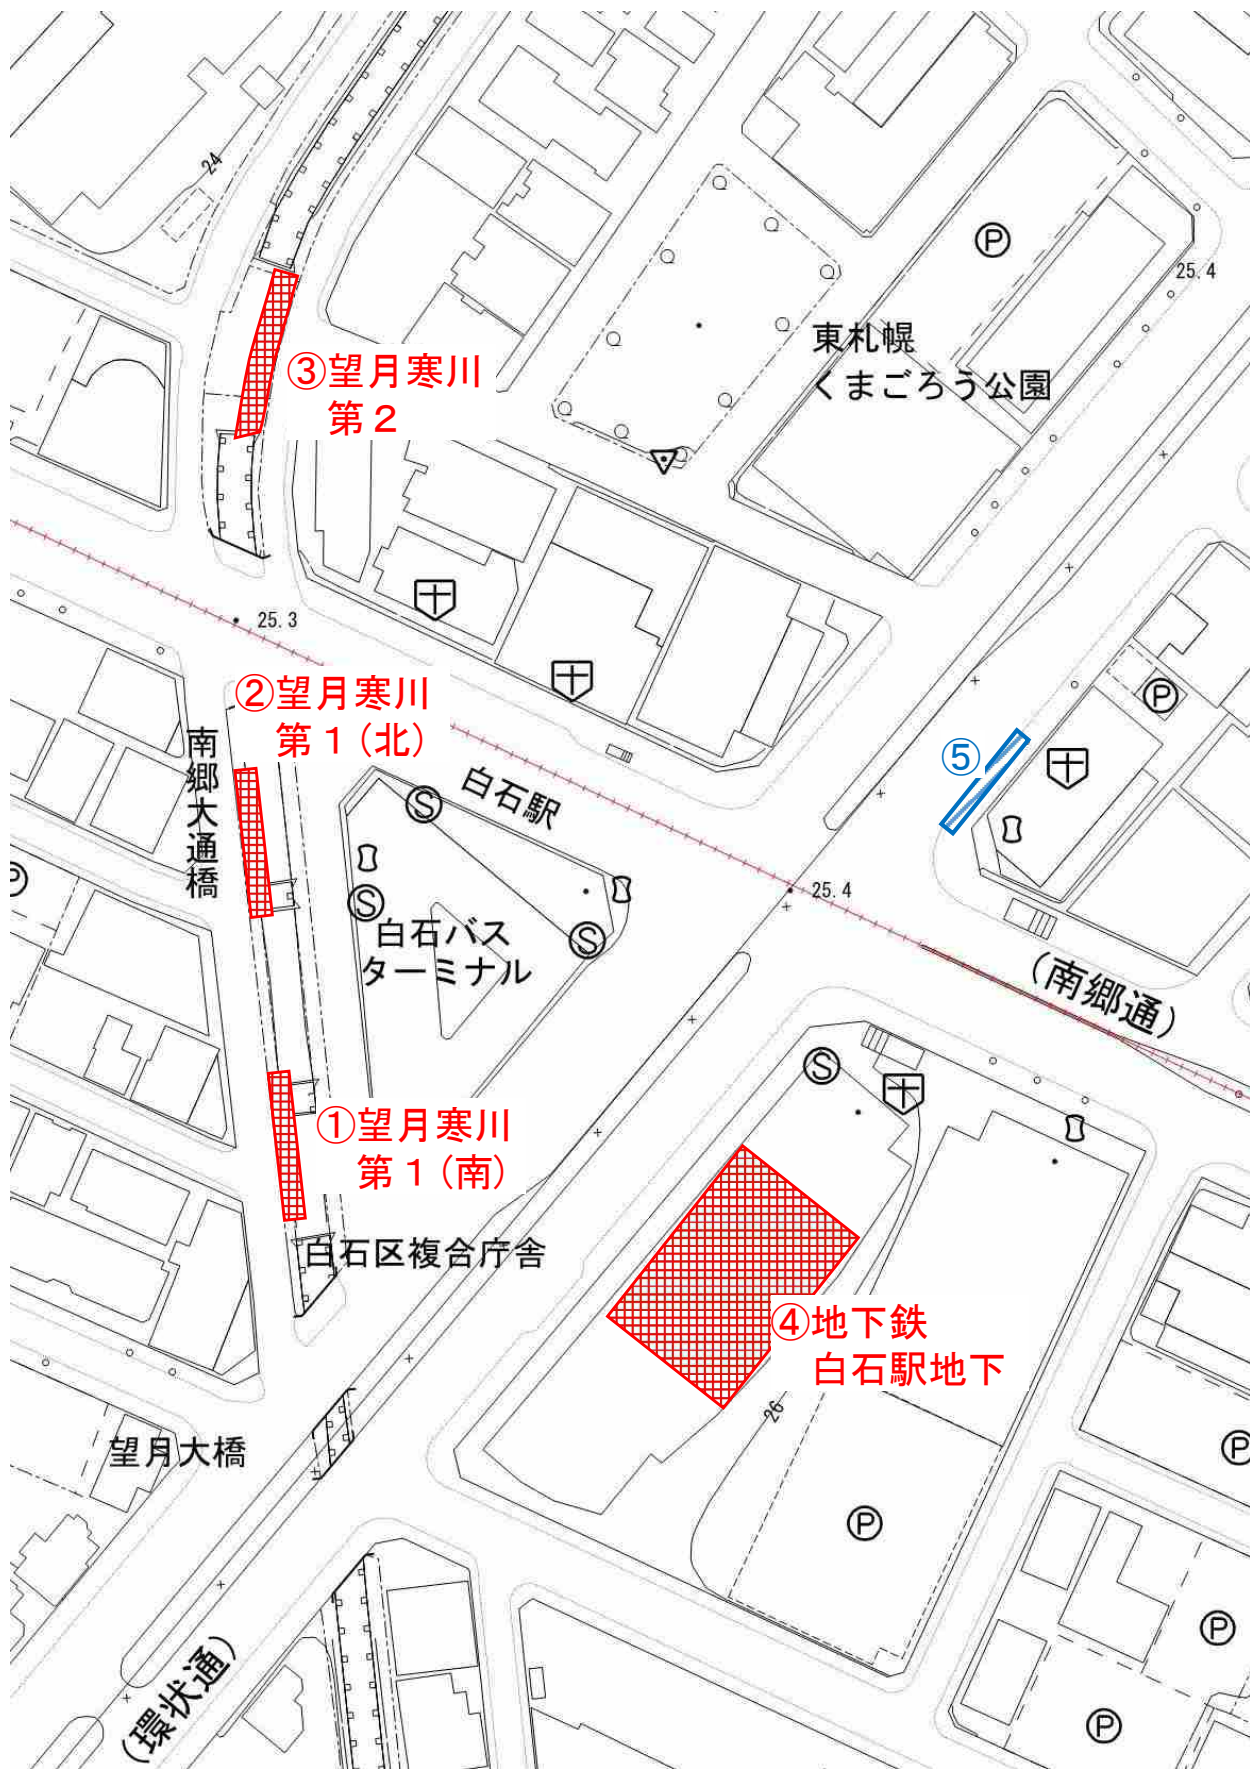 24
25.4
東札幌
くまごろう公園
③望月寒川
第2
25.3
②望月寒川
第1(北)
南郷大通橋
白石駅
⑤
25.4
白石バス
ターミナル
(南郷通)
①望月寒川
第1(南)
白石区複合庁舎
④地下鉄
白石駅地下
26
望月大橋
(環状通)
P
P
P
P
P
P
P
S
S
S
S